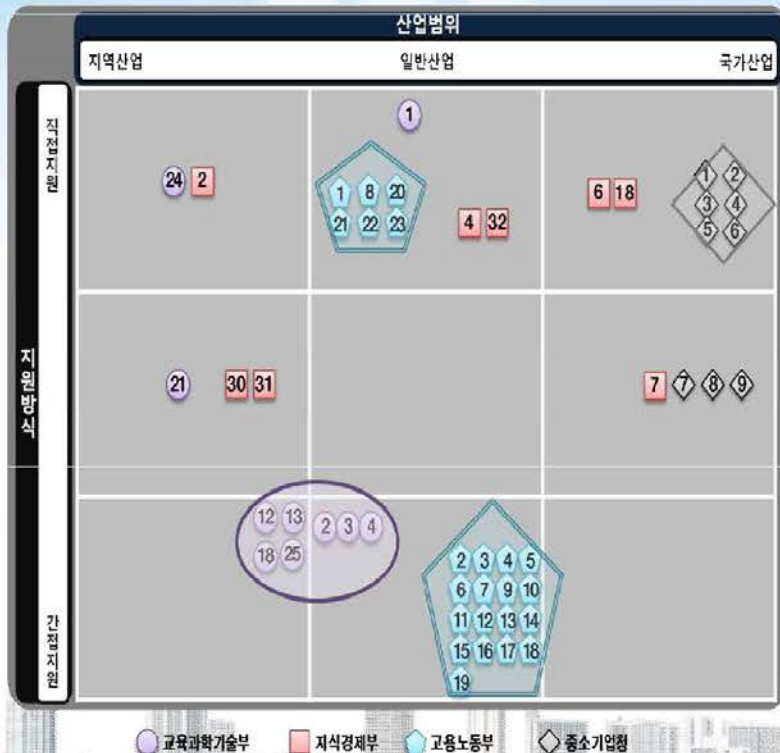 산업범위
지역산업 일반산업 국가산업
지원방식
직접지원
1
24 2
1 8 20
21 22 23
4 32
6 18
1 2
3 4
5 6
21 30 31
7 7 8 9
간접지원
12 13
18 25
2 3 4
2 3 4 5
6 7 9 10
11 12 13 14
15 16 17 18
19
교육과학기술부 지식경제부 고용노동부 중소기업청